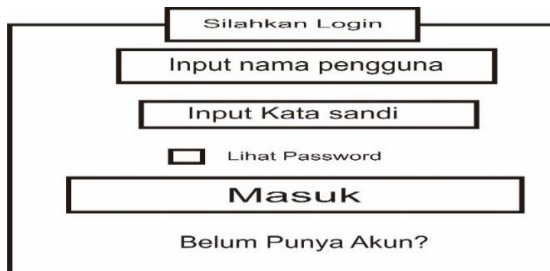 Silahkan Login
Input nama pengguna
Input Kata sandi
Lihat Password
Masuk
Belum Punya Akun?